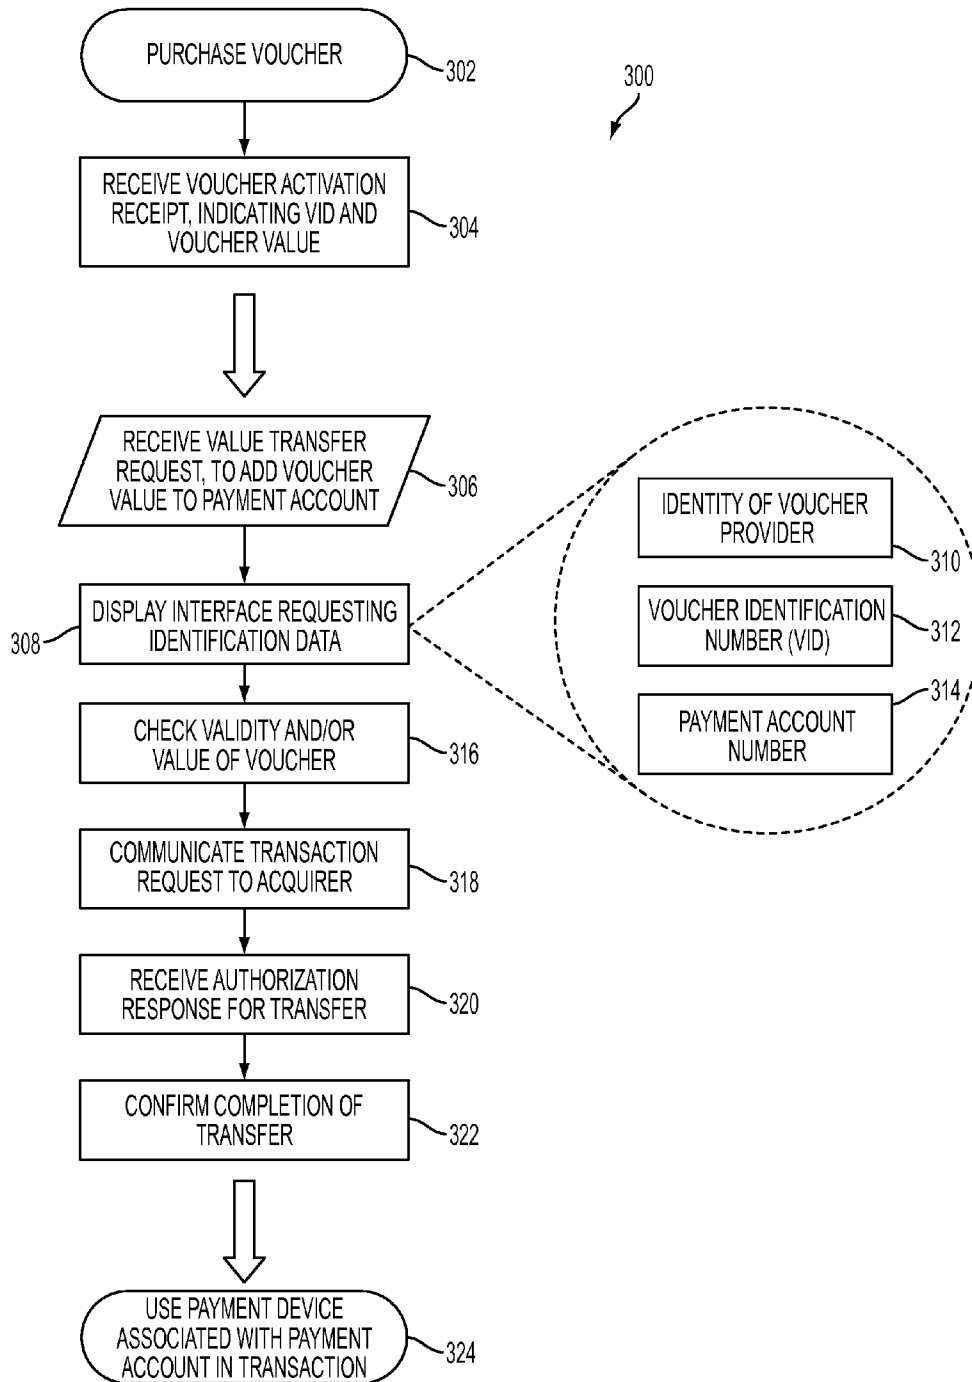 PURCHASE VOUCHER
302
300
RECEIVE VOUCHER ACTIVATION
RECEIPT, INDICATING VID AND
VOUCHER VALUE
304
RECEIVE VALUE TRANSFER
REQUEST, TO ADD VOUCHER
VALUE TO PAYMENT ACCOUNT
306
DISPLAY INTERFACE REQUESTING
IDENTIFICATION DATA
308
IDENTITY OF VOUCHER
PROVIDER
310
VOUCHER IDENTIFICATION
NUMBER (VID)
312
314
PAYMENT ACCOUNT
NUMBER
CHECK VALIDITY AND/OR
VALUE OF VOUCHER
316
COMMUNICATE TRANSACTION
REQUEST TO ACQUIRER
318
RECEIVE AUTHORIZATION
RESPONSE FOR TRANSFER
320
CONFIRM COMPLETION OF
TRANSFER
322
USE PAYMENT DEVICE
ASSOCIATED WITH PAYMENT
ACCOUNT IN TRANSACTION
324